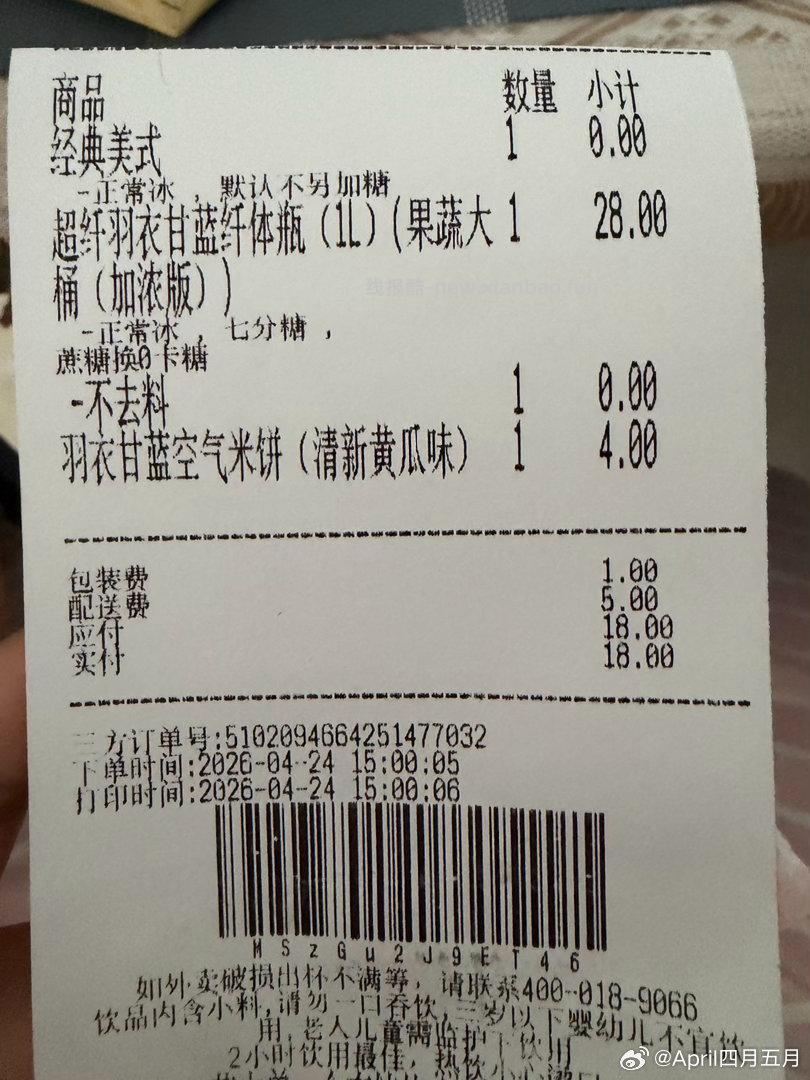 商品 数量 小计
经典美式 1 0.00
-正常冰 ，默认不另加糖
超纤羽衣甘蓝纤体瓶（1L）(果蔬大 1 28.00
桶（加浓版））
-正常冰 ，七分糖 ，
蔗糖换0卡糖
-不去料 1 0.00
羽衣甘蓝空气米饼（清新黄瓜味） 1 4.00
包装费 1.00
配送费 5.00
应付 18.00
实付 18.00
三方订单号:5102094664251477032
下单时间:2026-04-24 15:00:05
打印时间:2026-04-24 15:00:06
MSzGu2J9ET46
如外卖破损出杯不满等，请联系400-018-9066
饮品内含小料,请勿一口吞饮,三岁以下婴幼儿不宜饮
用,老人儿童需监护下饮用
2小时饮用最佳，热饮小心
@April四月五月